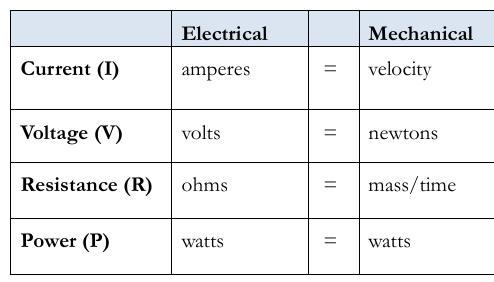 Electrical Mechanical
Current (I) amperes = velocity
Voltage (V) volts = newtons
Resistance (R) ohms = mass/time
Power (P) watts = watts